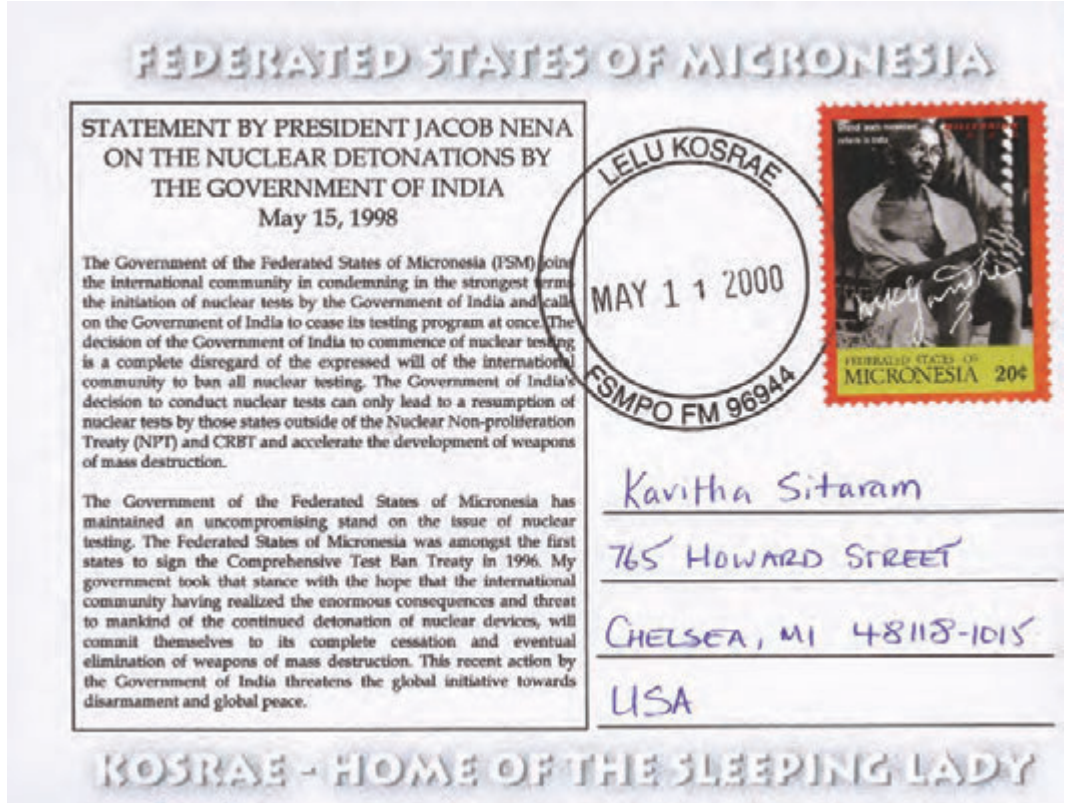 FEDERATED STATES OF MICRONESIA
STATEMENT BY PRESIDENT JACOB NENA
ON THE NUCLEAR DETONATIONS BY
THE GOVERNMENT OF INDIA
May 15, 1998
The Government of the Federated States of Micronesia (FSM) joins
the international community in condemning in the strongest terms
the initiation of nuclear tests by the Government of India and calls
on the Government of India to cease its testing program at once. The
decision of the Government of India to commence of nuclear testing
is a complete disregard of the expressed will of the international
community to ban all nuclear testing. The Government of India's
decision to conduct nuclear tests can only lead to a resumption of
nuclear tests by those states outside of the Nuclear Non-proliferation
Treaty (NPT) and CRBT and accelerate the development of weapons
of mass destruction.
The Government of the Federated States of Micronesia has
maintained an uncompromising stand on the issue of nuclear
testing. The Federated States of Micronesia was amongst the first
states to sign the Comprehensive Test Ban Treaty in 1996. My
government took that stance with the hope that the international
community having realized the enormous consequences and threat
to mankind of the continued detonation of nuclear devices, will
commit themselves to its complete cessation and eventual
elimination of weapons of mass destruction. This recent action by
the Government of India threatens the global initiative towards
disarmament and global peace.
LELU KOSRAE
MAY 11 2000
FSMPO FM 96944
FEDERATED STATES OF
MICRONESIA 20¢
Kavitha Sitaram
765 HOWARD STREET
CHELSEA, MI 48118-1015
USA
KOSRAE - HOME OF THE SLEEPING LADY